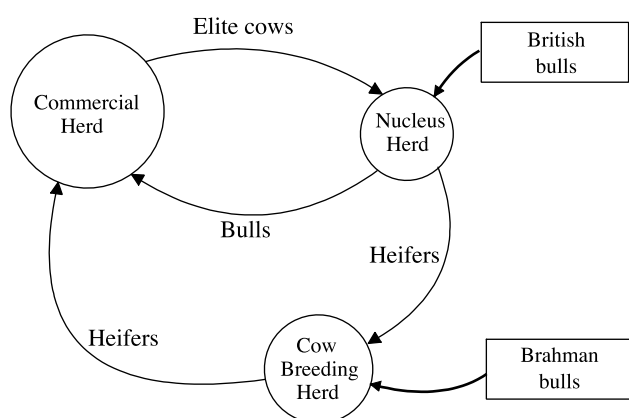 Elite cows
British
bulls
Commercial
Herd
Nucleus
Herd
Bulls
Heifers
Heifers
Cow
Breeding
Herd
Brahman
bulls